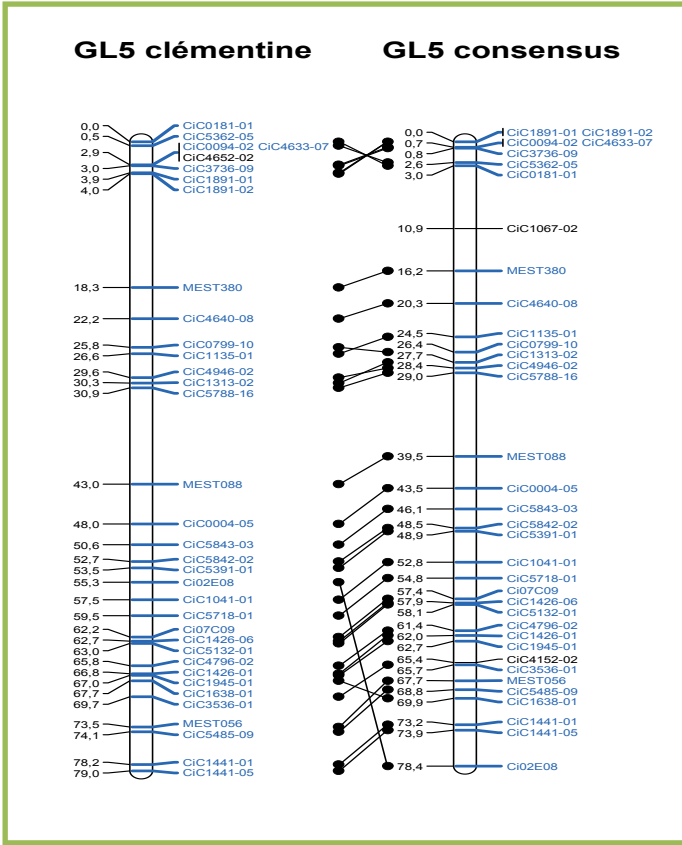 GL5 clémentine
0,0 CiC0181-01
0,5 CiC5362-05
2,9 CiC0094-02 CiC4633-07
CiC4652-02
3,0 CiC3736-09
3,9 CiC1891-01
4,0 CiC1891-02
18,3 MEST380
22,2 CiC4640-08
25,8 CiC0799-10
26,6 CiC1135-01
29,6 CiC4946-02
30,3 CiC1313-02
30,9 CiC5788-16
43,0 MEST088
48,0 CiC0004-05
50,6 CiC5843-03
52,7 CiC5842-02
53,5 CiC5391-01
55,3 Ci02E08
57,5 CiC1041-01
59,5 CiC5718-01
62,2 Ci07C09
62,7 CiC1426-06
63,0 CiC5132-01
65,8 CiC4796-02
66,8 CiC1426-01
67,0 CiC1945-01
67,7 CiC1638-01
69,7 CiC3536-01
73,5 MEST056
74,1 CiC5485-09
78,2 CiC1441-01
79,0 CiC1441-05
GL5 consensus
0,0 CiC1891-01 CiC1891-02
0,7 CiC0094-02 CiC4633-07
0,8 CiC3736-09
2,6 CiC5362-05
3,0 CiC0181-01
10,9 CiC1067-02
16,2 MEST380
20,3 CiC4640-08
24,5 CiC1135-01
26,4 CiC0799-10
27,7 CiC1313-02
28,4 CiC4946-02
29,0 CiC5788-16
39,5 MEST088
43,5 CiC0004-05
46,1 CiC5843-03
48,5 CiC5842-02
48,9 CiC5391-01
52,8 CiC1041-01
54,8 CiC5718-01
57,4 Ci07C09
57,9 CiC1426-06
58,1 CiC5132-01
61,4 CiC4796-02
62,0 CiC1426-01
62,7 CiC1945-01
65,4 CiC4152-02
65,7 CiC3536-01
67,7 MEST056
68,8 CiC5485-09
69,9 CiC1638-01
73,2 CiC1441-01
73,9 CiC1441-05
78,4 Ci02E08